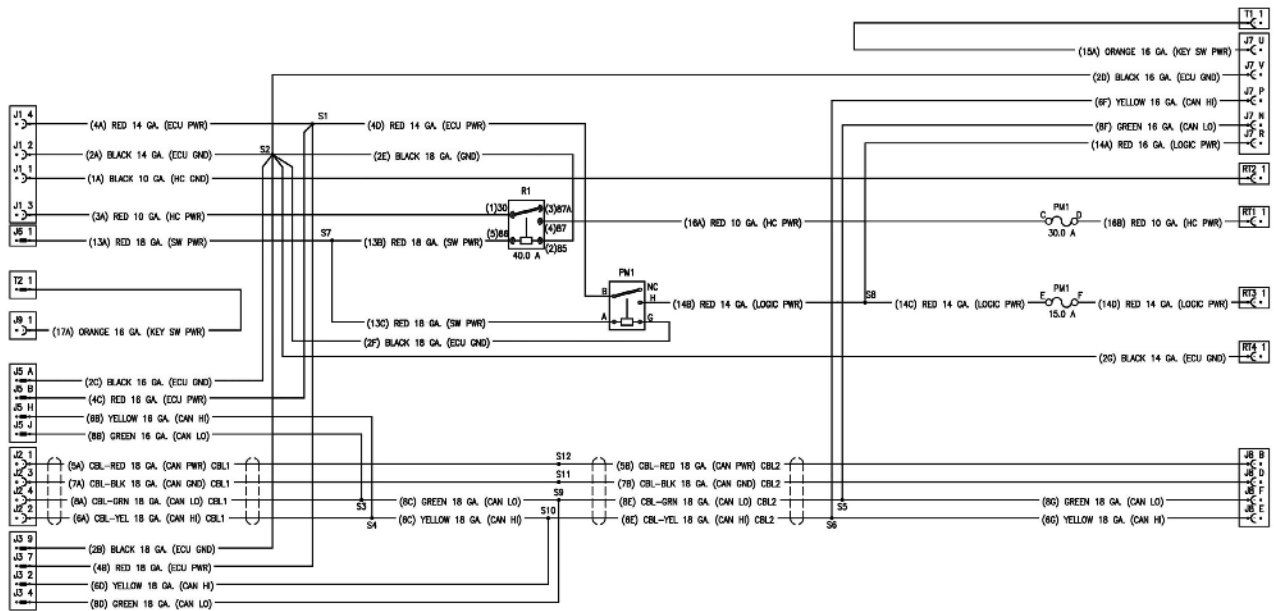 T1 1
J7 U
(15A) ORANGE 16 GA. (KEY SW PWR)
J7 V
(2D) BLACK 16 GA. (ECU GND)
J7 P
(6F) YELLOW 16 GA. (CAN HI)
J7 N
(8F) GREEN 16 GA. (CAN LO)
J7 R
(14A) RED 16 GA. (LOGIC PWR)
J1 4
(4A) RED 14 GA. (ECU PWR)
S1
(4D) RED 14 GA. (ECU PWR)
J1 2
(2A) BLACK 14 GA. (ECU GND)
S2
(2E) BLACK 18 GA. (GND)
J1 1
(1A) BLACK 10 GA. (HC GND)
RT2 1
J1 3
(3A) RED 10 GA. (HC PWR)
R1
(1)30
(3)87A
(4)87
(5)86
(2)85
40.0 A
(16A) RED 10 GA. (HC PWR)
PM1
C
D
30.0 A
(16B) RED 10 GA. (HC PWR)
RT1 1
J6 1
(13A) RED 18 GA. (SW PWR)
S7
(13B) RED 18 GA. (SW PWR)
T2 1
J9 1
(17A) ORANGE 16 GA. (KEY SW PWR)
PM1
B
NC
H
A
G
(14B) RED 14 GA. (LOGIC PWR)
S8
(14C) RED 14 GA. (LOGIC PWR)
PM1
E
F
15.0 A
(14D) RED 14 GA. (LOGIC PWR)
RT3 1
(13C) RED 18 GA. (SW PWR)
(2F) BLACK 18 GA. (ECU GND)
(2G) BLACK 14 GA. (ECU GND)
RT4 1
J5 A
(2C) BLACK 16 GA. (ECU GND)
J5 B
(4C) RED 16 GA. (ECU PWR)
J5 H
(6B) YELLOW 16 GA. (CAN HI)
J5 J
(8B) GREEN 16 GA. (CAN LO)
J2 1
(5A) CBL-RED 18 GA. (CAN PWR) CBL1
S12
(5B) CBL-RED 18 GA. (CAN PWR) CBL2
J8 B
J2 3
(7A) CBL-BLK 18 GA. (CAN GND) CBL1
S11
(7B) CBL-BLK 18 GA. (CAN GND) CBL2
J8 D
J2 4
(8A) CBL-GRN 18 GA. (CAN LO) CBL1
S3
(8C) GREEN 18 GA. (CAN LO)
S9
(8E) CBL-GRN 18 GA. (CAN LO) CBL2
S5
(8G) GREEN 18 GA. (CAN LO)
J8 F
J2 2
(6A) CBL-YEL 18 GA. (CAN HI) CBL1
S4
(6C) YELLOW 18 GA. (CAN HI)
S10
(6E) CBL-YEL 18 GA. (CAN HI) CBL2
S6
(6G) YELLOW 18 GA. (CAN HI)
J8 E
J3 9
(2B) BLACK 18 GA. (ECU GND)
J3 7
(4B) RED 18 GA. (ECU PWR)
J3 2
(6D) YELLOW 18 GA. (CAN HI)
J3 4
(8D) GREEN 18 GA. (CAN LO)